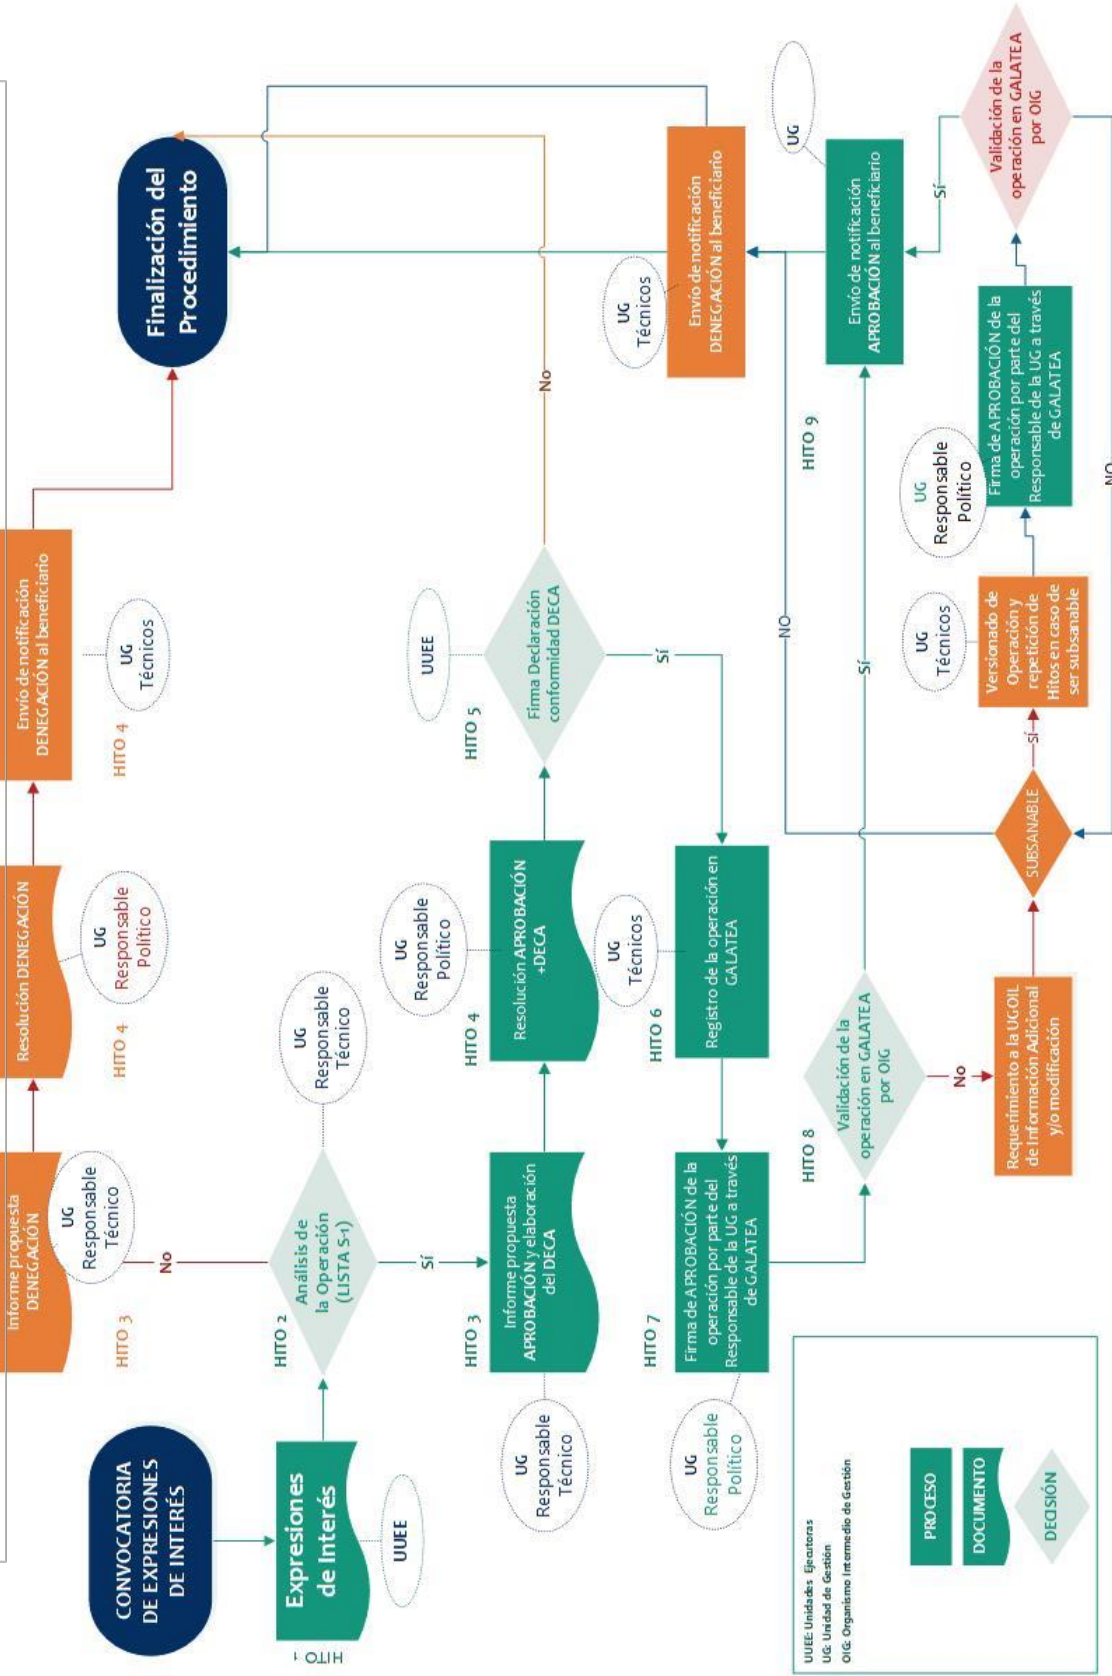 CONVOCATORIA
DE EXPRESIONES
DE INTERÉS
HITO 1
Expresiones
de Interés
UUEE
HITO 2
Análisis de
la Operación
(LISTA S-1)
UG
Responsable
Técnico
No
HITO 3
Informe propuesta
DENEGACIÓN
UG
Responsable
Técnico
HITO 4
Resolución DENEGACIÓN
UG
Responsable
Político
HITO 4
Envío de notificación
DENEGACIÓN al beneficiario
UG
Técnicos
Finalización del
Procedimiento
Sí
HITO 3
Informe propuesta
APROBACIÓN y elaboración
del DECA
UG
Responsable
Técnico
HITO 4
Resolución APROBACIÓN
+DECA
UG
Responsable
Político
HITO 5
Firma Declaración
conformidad DECA
UUEE
No
Sí
HITO 6
Registro de la operación en
GALATEA
UG
Técnicos
HITO 7
Firma de APROBACIÓN de la
operación por parte del
Responsable de la UG a través
de GALATEA
UG
Responsable
Político
HITO 8
Validación de la
operación en GALATEA
por OIG
Sí
No
HITO 9
Envío de notificación
APROBACIÓN al beneficiario
UG
Envío de notificación
DENEGACIÓN al beneficiario
UG
Técnicos
Requerimiento a la UGOIL
de Información Adicional
y/o modificación
SUBSANABLE
NO
Sí
Versionado de
Operación y
repetición de
Hitos en caso de
ser subsanable
UG
Técnicos
Firma de APROBACIÓN de la
operación por parte del
Responsable de la UG a través
de GALATEA
UG
Responsable
Político
Validación de la
operación en GALATEA
por OIG
Sí
NO
UUEE: Unidades Ejecutoras
UG: Unidad de Gestión
OIG: Organismo Intermedio de Gestión
PROCESO
DOCUMENTO
DECISIÓN